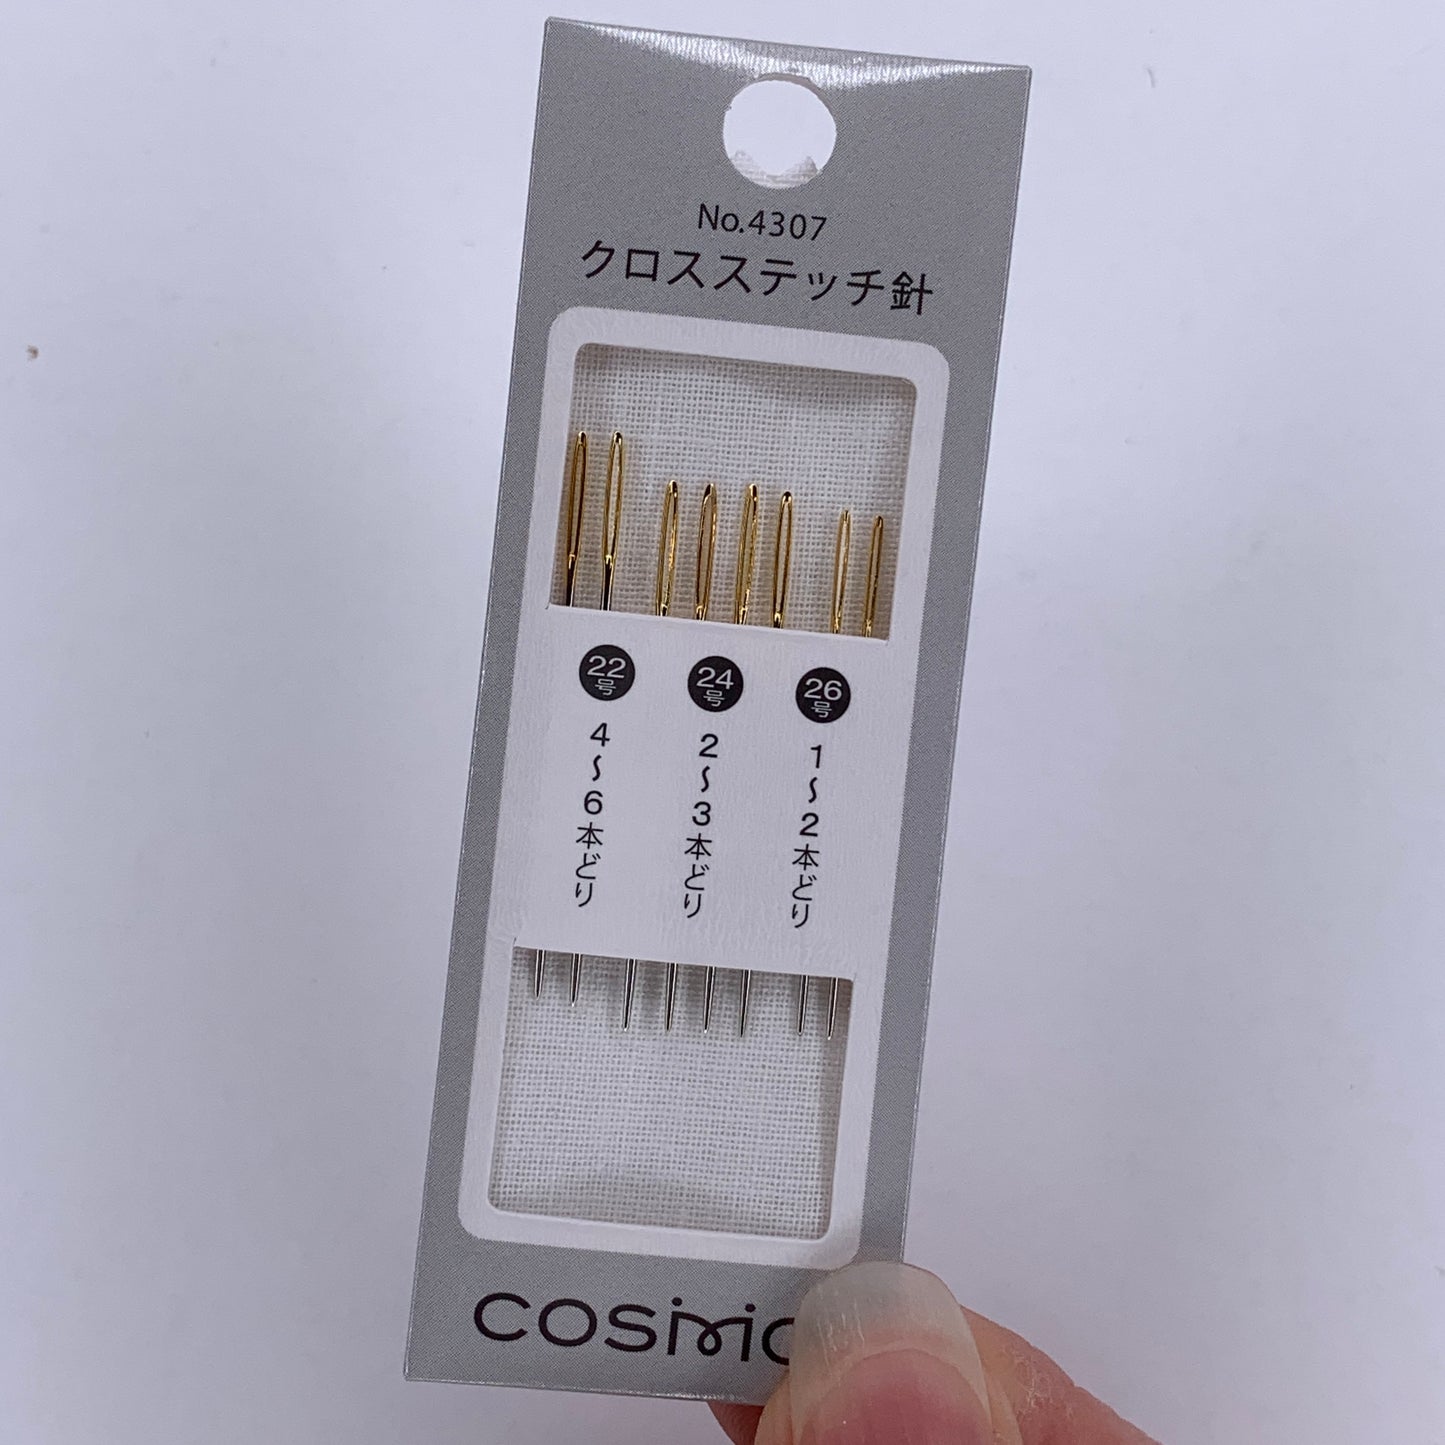 No.4307
クロスステッチ針
22号
4〜6本どり
24号
2〜3本どり
26号
1〜2本どり
COSMO